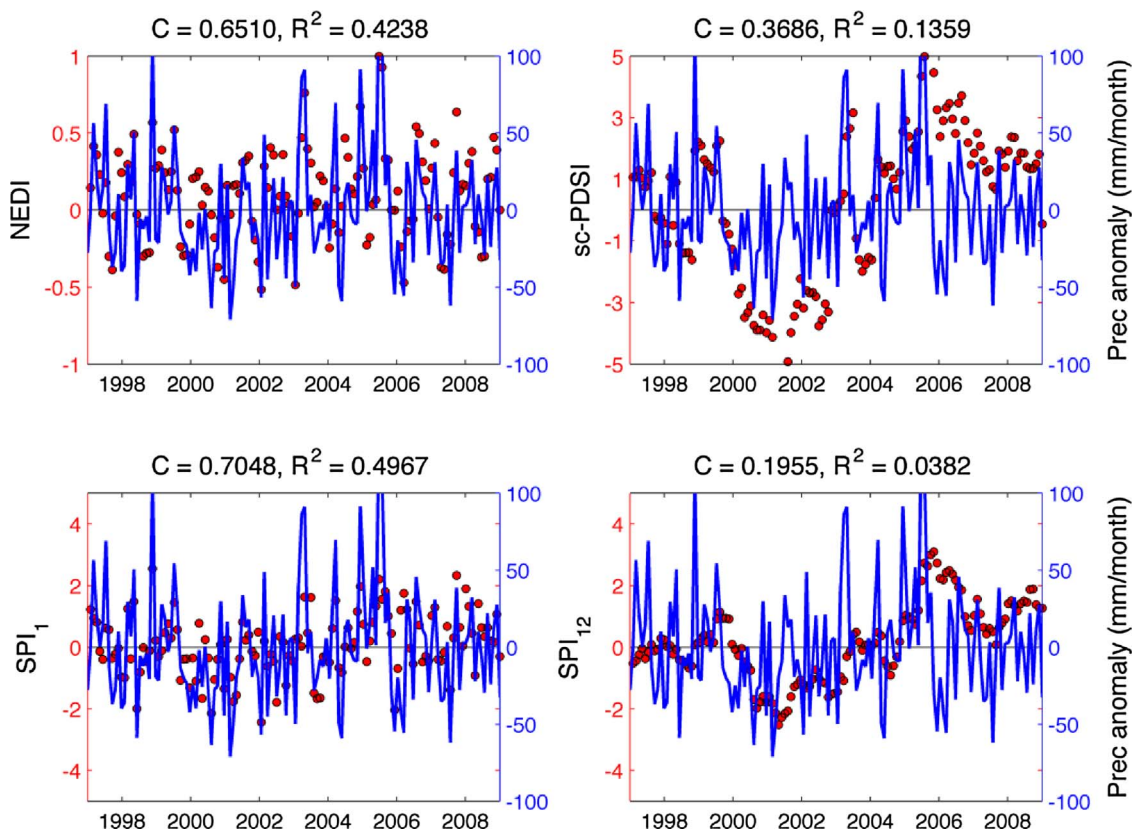 C = 0.6510, R² = 0.4238
C = 0.3686, R² = 0.1359
NEDI
1
0.5
0
-0.5
-1
100
50
0
-50
-100
1998 2000 2002 2004 2006 2008
sc-PDSI
5
3
1
-1
-3
-5
100
50
0
-50
-100
Prec anomaly (mm/month)
1998 2000 2002 2004 2006 2008
C = 0.7048, R² = 0.4967
C = 0.1955, R² = 0.0382
SPI₁
4
2
0
-2
-4
100
50
0
-50
-100
1998 2000 2002 2004 2006 2008
SPI₁₂
4
2
0
-2
-4
100
50
0
-50
-100
Prec anomaly (mm/month)
1998 2000 2002 2004 2006 2008